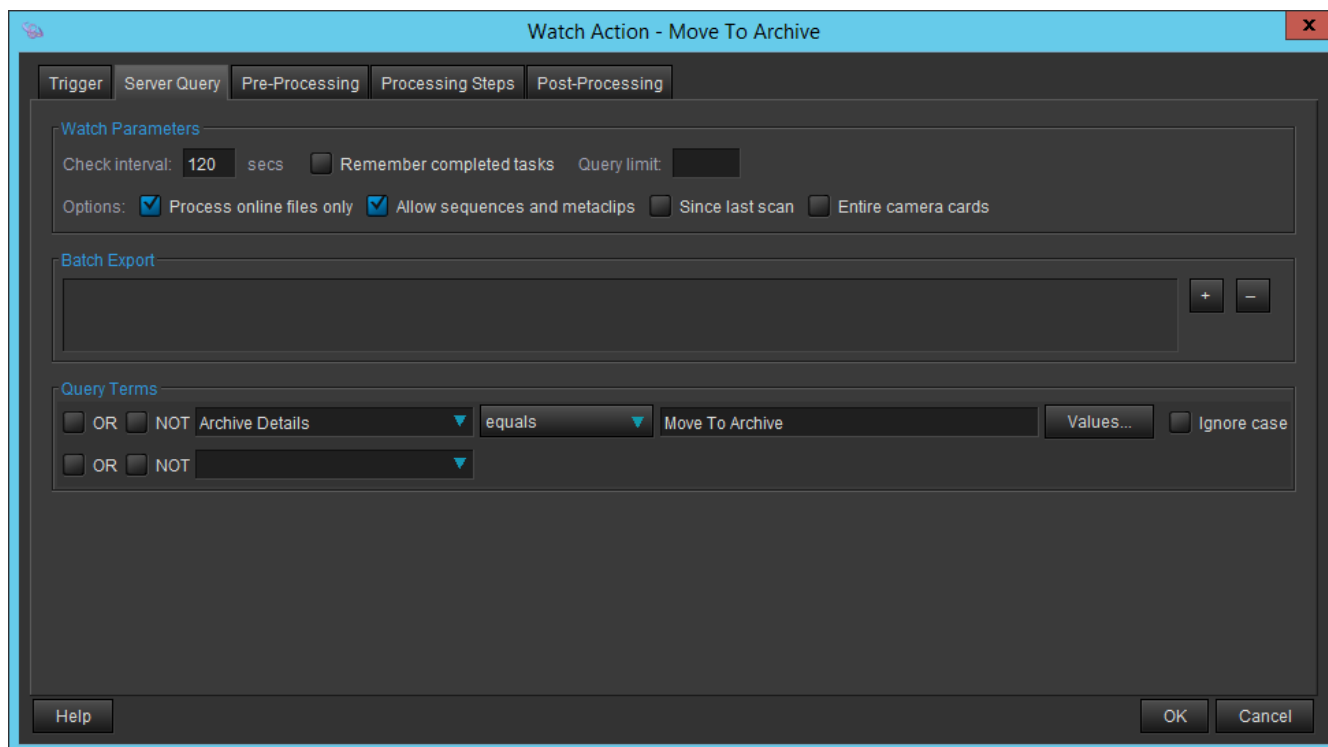 Watch Action - Move To Archive
x
Trigger Server Query Pre-Processing Processing Steps Post-Processing
Watch Parameters
Check interval: 120 secs Remember completed tasks Query limit:
Options: Process online files only Allow sequences and metaclips Since last scan Entire camera cards
Batch Export
+ –
Query Terms
OR NOT Archive Details equals Move To Archive Values... Ignore case
OR NOT
Help OK Cancel